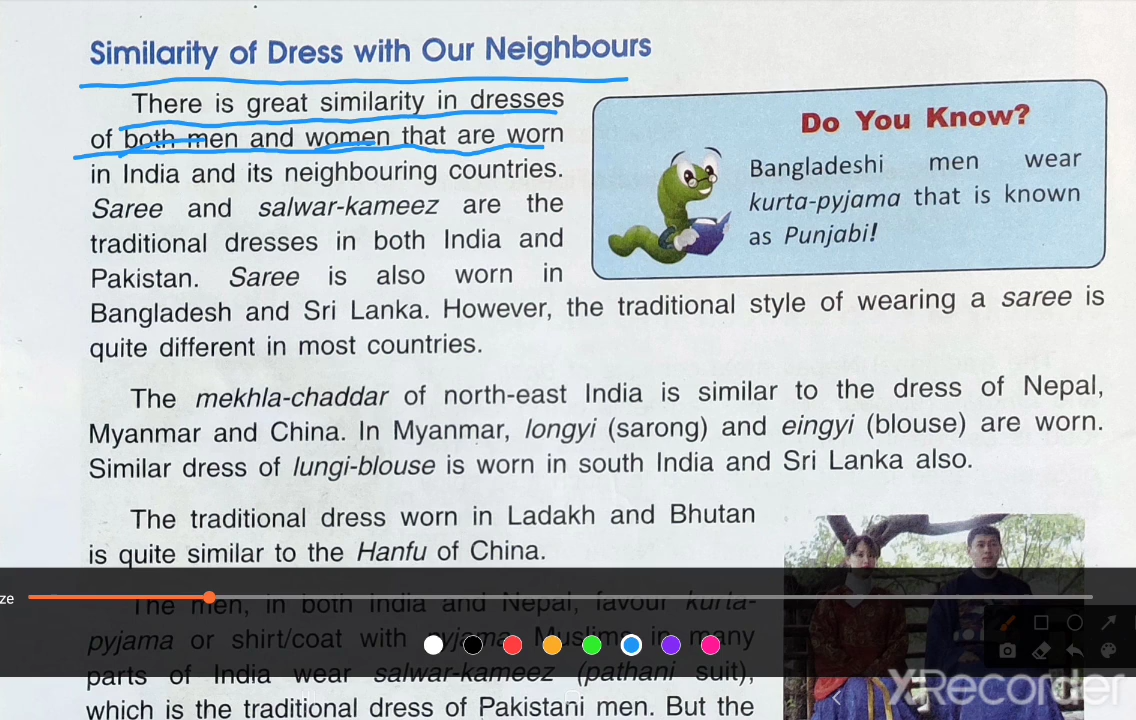 Similarity of Dress with Our Neighbours
There is great similarity in dresses
of both men and women that are worn
in India and its neighbouring countries.
Saree and salwar-kameez are the
traditional dresses in both India and
Pakistan. Saree is also worn in
Bangladesh and Sri Lanka. However, the traditional style of wearing a saree is
quite different in most countries.
Do You Know?
Bangladeshi men wear
kurta-pyjama that is known
as Punjabi!
The mekhla-chaddar of north-east India is similar to the dress of Nepal,
Myanmar and China. In Myanmar, longyi (sarong) and eingyi (blouse) are worn.
Similar dress of lungi-blouse is worn in south India and Sri Lanka also.
The traditional dress worn in Ladakh and Bhutan
is quite similar to the Hanfu of China.
ze
The men, in both India and Nepal, favour kurta-
pyjama or shirt/coat with pyjama. Muslims in many
parts of India wear salwar-kameez (pathani suit),
which is the traditional dress of Pakistani men. But the
XRecorder